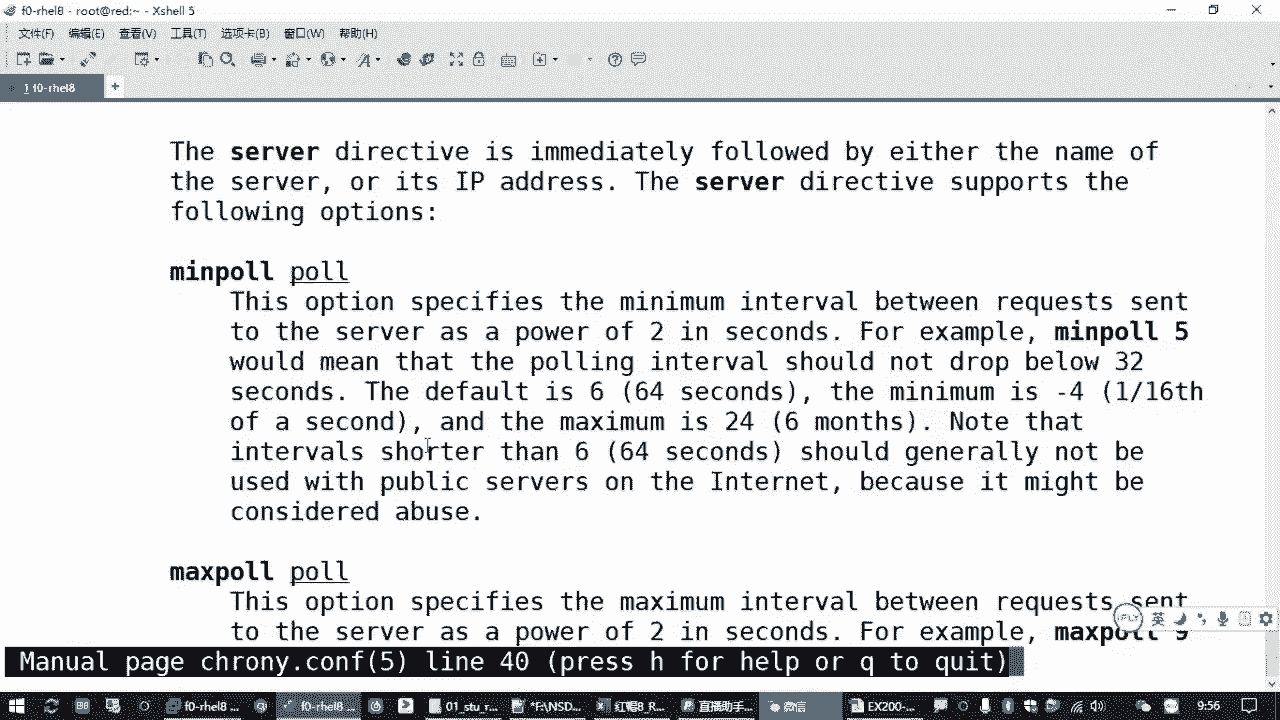 f0-rhel8 - root@red:~ - Xshell 5
文件(F) 编辑(E) 查看(V) 工具(T) 选项卡(B) 窗口(W) 帮助(H)
1 f0-rhel8
The server directive is immediately followed by either the name of
the server, or its IP address. The server directive supports the
following options:
minpoll poll
This option specifies the minimum interval between requests sent
to the server as a power of 2 in seconds. For example, minpoll 5
would mean that the polling interval should not drop below 32
seconds. The default is 6 (64 seconds), the minimum is -4 (1/16th
of a second), and the maximum is 24 (6 months). Note that
intervals shorter than 6 (64 seconds) should generally not be
used with public servers on the Internet, because it might be
considered abuse.
maxpoll poll
This option specifies the maximum interval between requests sent
to the server as a power of 2 in seconds. For example, maxpoll 9
Manual page chrony.conf(5) line 40 (press h for help or q to quit)
iFLY 英
f0-rhel8 ... f0-rhel8 ... 01_stu_r... *F:\NSD... 红帽8_R... 直播助手... 微信 EX200-... 9:56